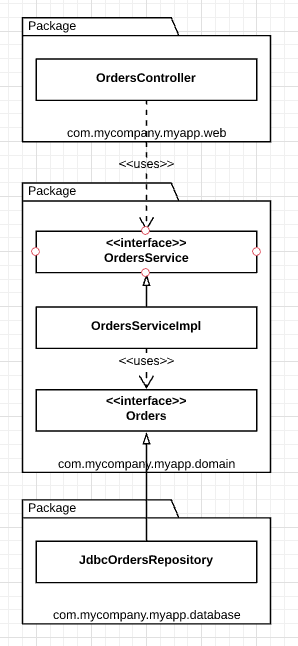 Package
OrdersController
com.mycompany.myapp.web
<<uses>>
Package
<<interface>>
OrdersService
OrdersServiceImpl
<<uses>>
<<interface>>
Orders
com.mycompany.myapp.domain
Package
JdbcOrdersRepository
com.mycompany.myapp.database